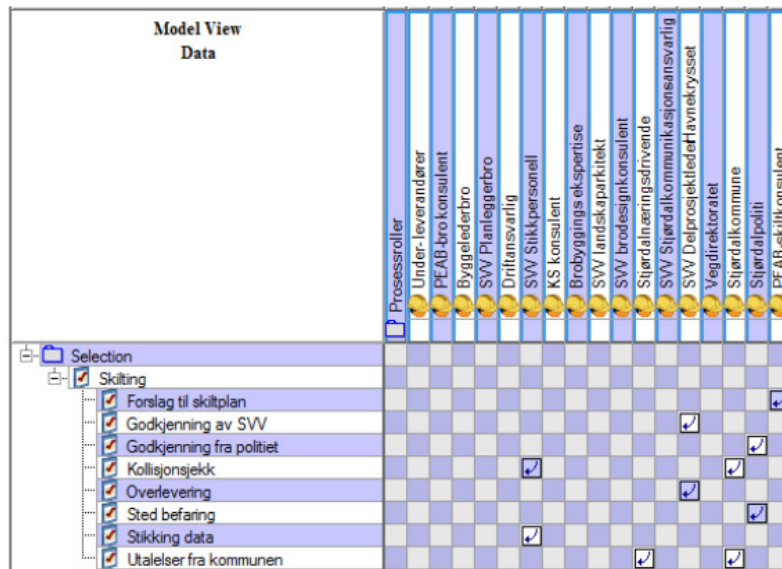 Model View
Data
Prosessroller
Under-leverandører
PEAB-bro konsulent
Byggelederbro
SVV Planleggerbro
Driftansvarlig
SVV Stikkpersonell
KS konsulent
Brobyggings ekspertise
SVV landskaparkitekt
SVV brodesignkonsulent
Stjørdalnæringsdrivende
SVV Stjørdalkommunikasjonsansvarlig
SVV DelprosjektlederHavnekrysset
Vegdirektoratet
Stjørdalkommune
Stjørdalpoliti
PEAB-skiltkonsulent
Selection
Skilting
Forslag til skiltplan
Godkjenning av SVV
Godkjenning fra politiet
Kollisjonsjekk
Overlevering
Sted befaring
Stikking data
Utalelser fra kommunen